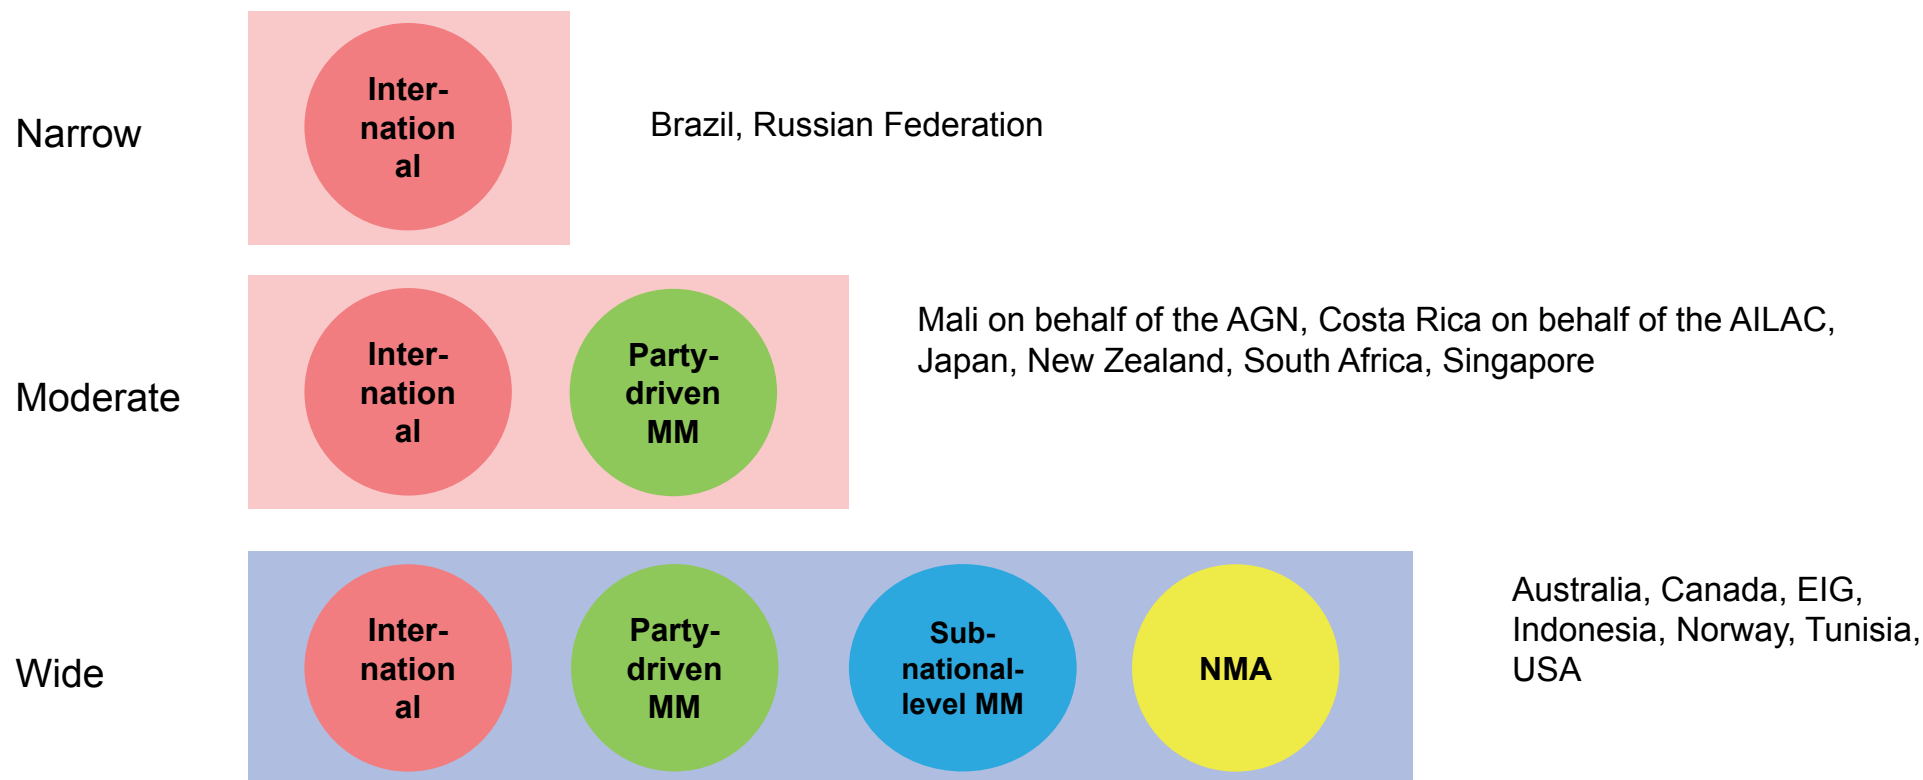 Narrow
Inter-
nation
al
Brazil, Russian Federation
Moderate
Inter-
nation
al
Party-
driven
MM
Mali on behalf of the AGN, Costa Rica on behalf of the AILAC,
Japan, New Zealand, South Africa, Singapore
Wide
Inter-
nation
al
Party-
driven
MM
Sub-
national-
level MM
NMA
Australia, Canada, EIG,
Indonesia, Norway, Tunisia,
USA